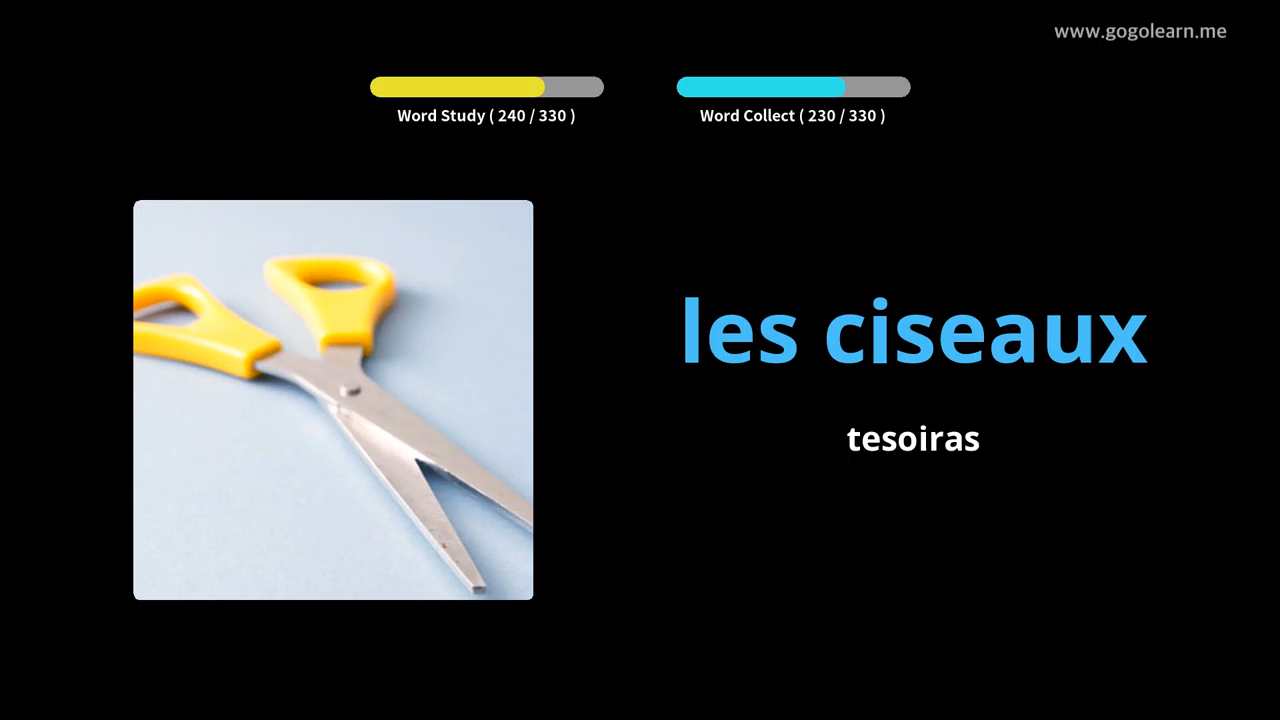 www.gogolearn.me
Word Study ( 240 / 330 )
Word Collect ( 230 / 330 )
les ciseaux
tesoiras